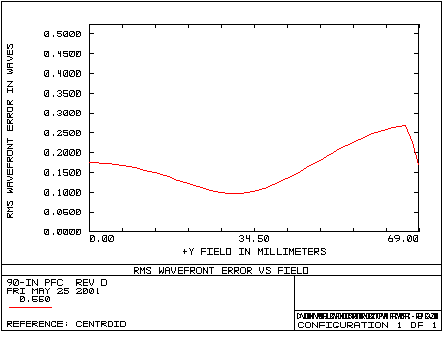 0.5000
0.4500
0.4000
0.3500
0.3000
0.2500
0.2000
0.1500
0.1000
0.0500
0.0000
RMS WAVEFRONT ERROR IN WAVES
0.00 34.50 69.00
+Y FIELD IN MILLIMETERS
RMS WAVEFRONT ERROR VS FIELD
90-IN PFC REV D
FRI MAY 25 2001
0.550
REFERENCE: CENTROID
CONFIGURATION 1 OF 1